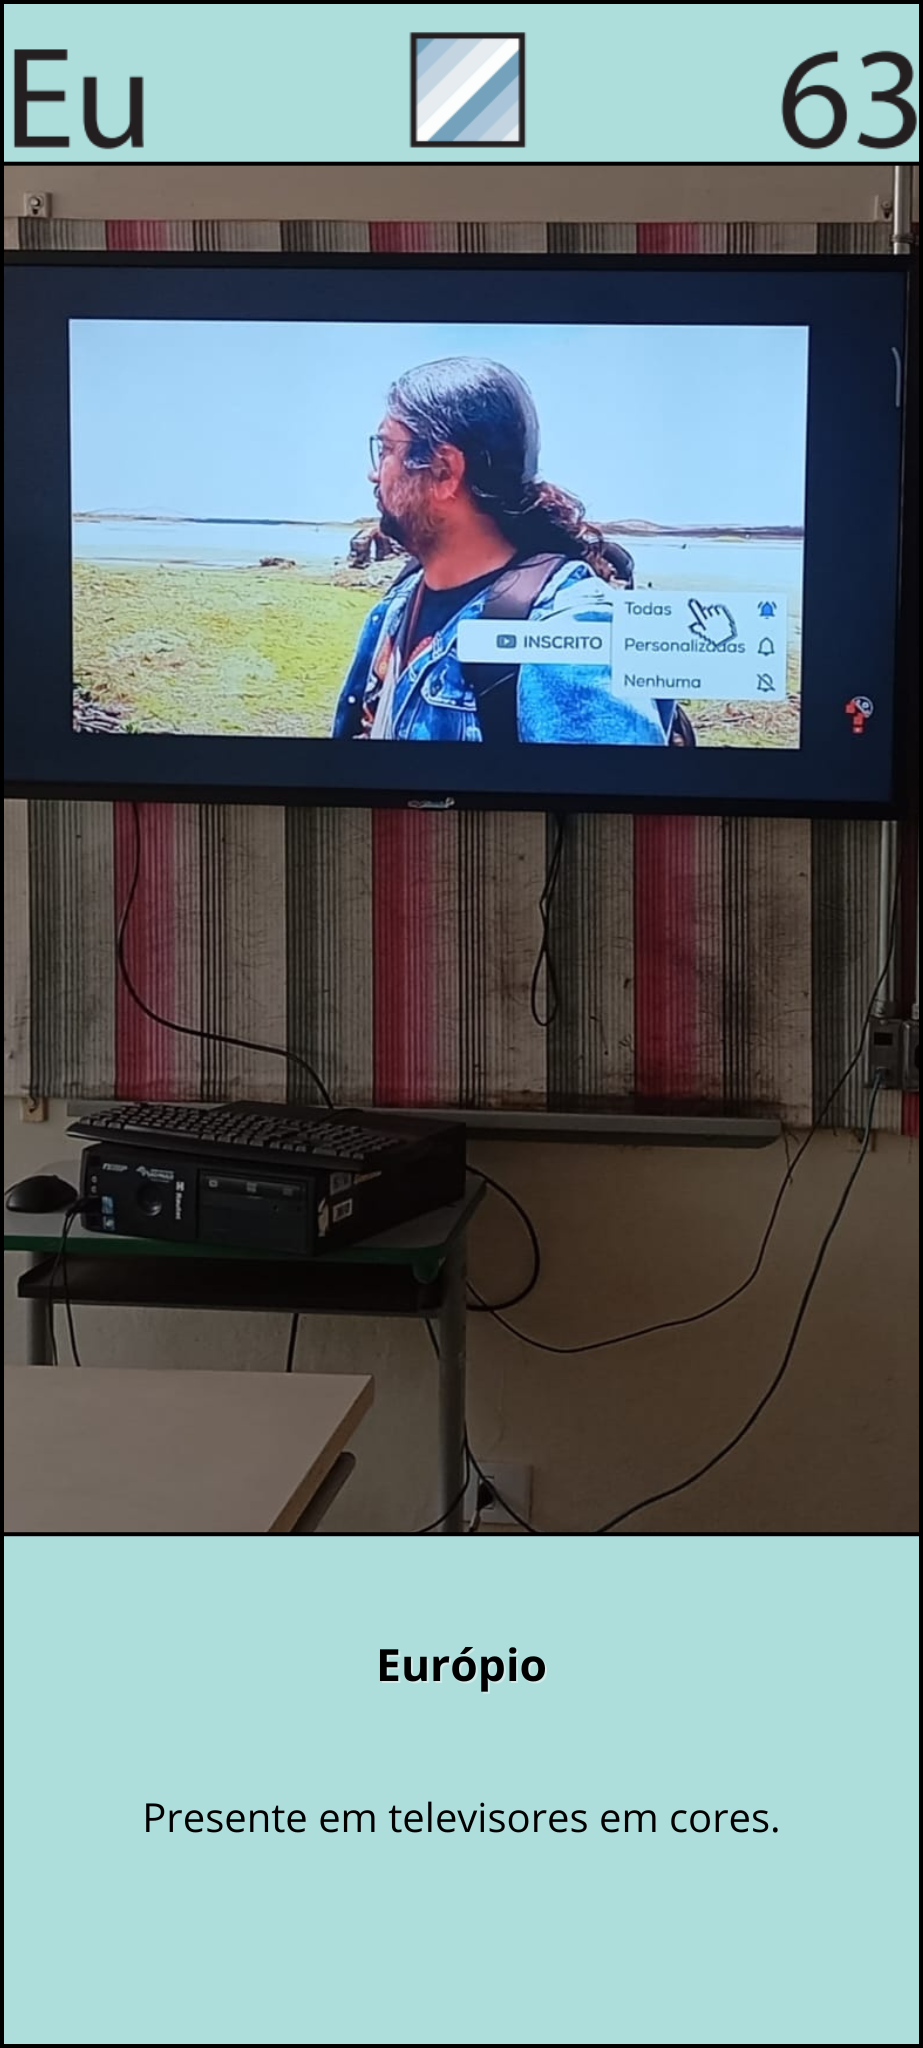 Eu
63
Todas
INSCRITO
Personalizadas
Nenhuma
Európio
Presente em televisores em cores.